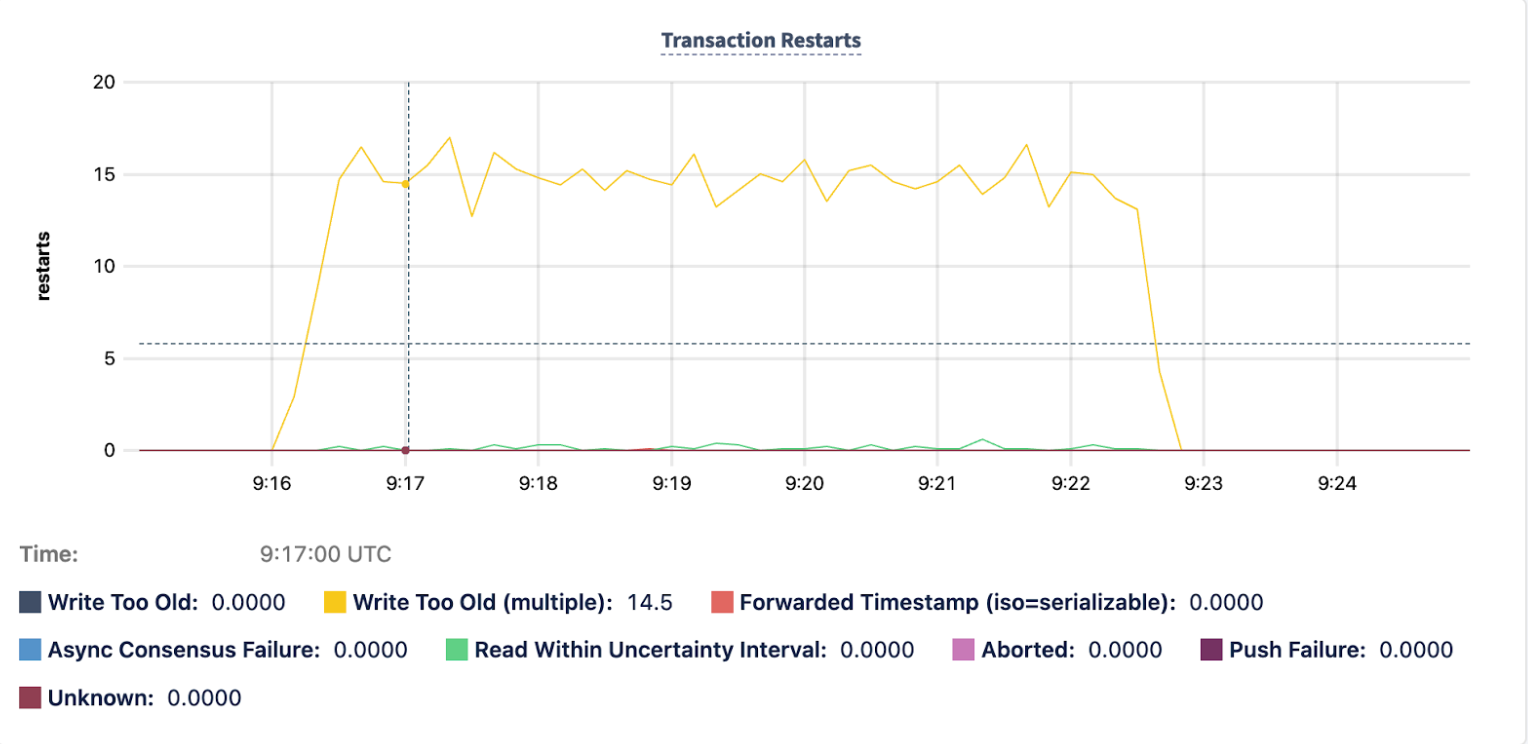 Transaction Restarts
20
15
10
5
0
restarts
9:16 9:17 9:18 9:19 9:20 9:21 9:22 9:23 9:24
Time: 9:17:00 UTC
Write Too Old: 0.0000 Write Too Old (multiple): 14.5 Forwarded Timestamp (iso=serializable): 0.0000
Async Consensus Failure: 0.0000 Read Within Uncertainty Interval: 0.0000 Aborted: 0.0000 Push Failure: 0.0000
Unknown: 0.0000